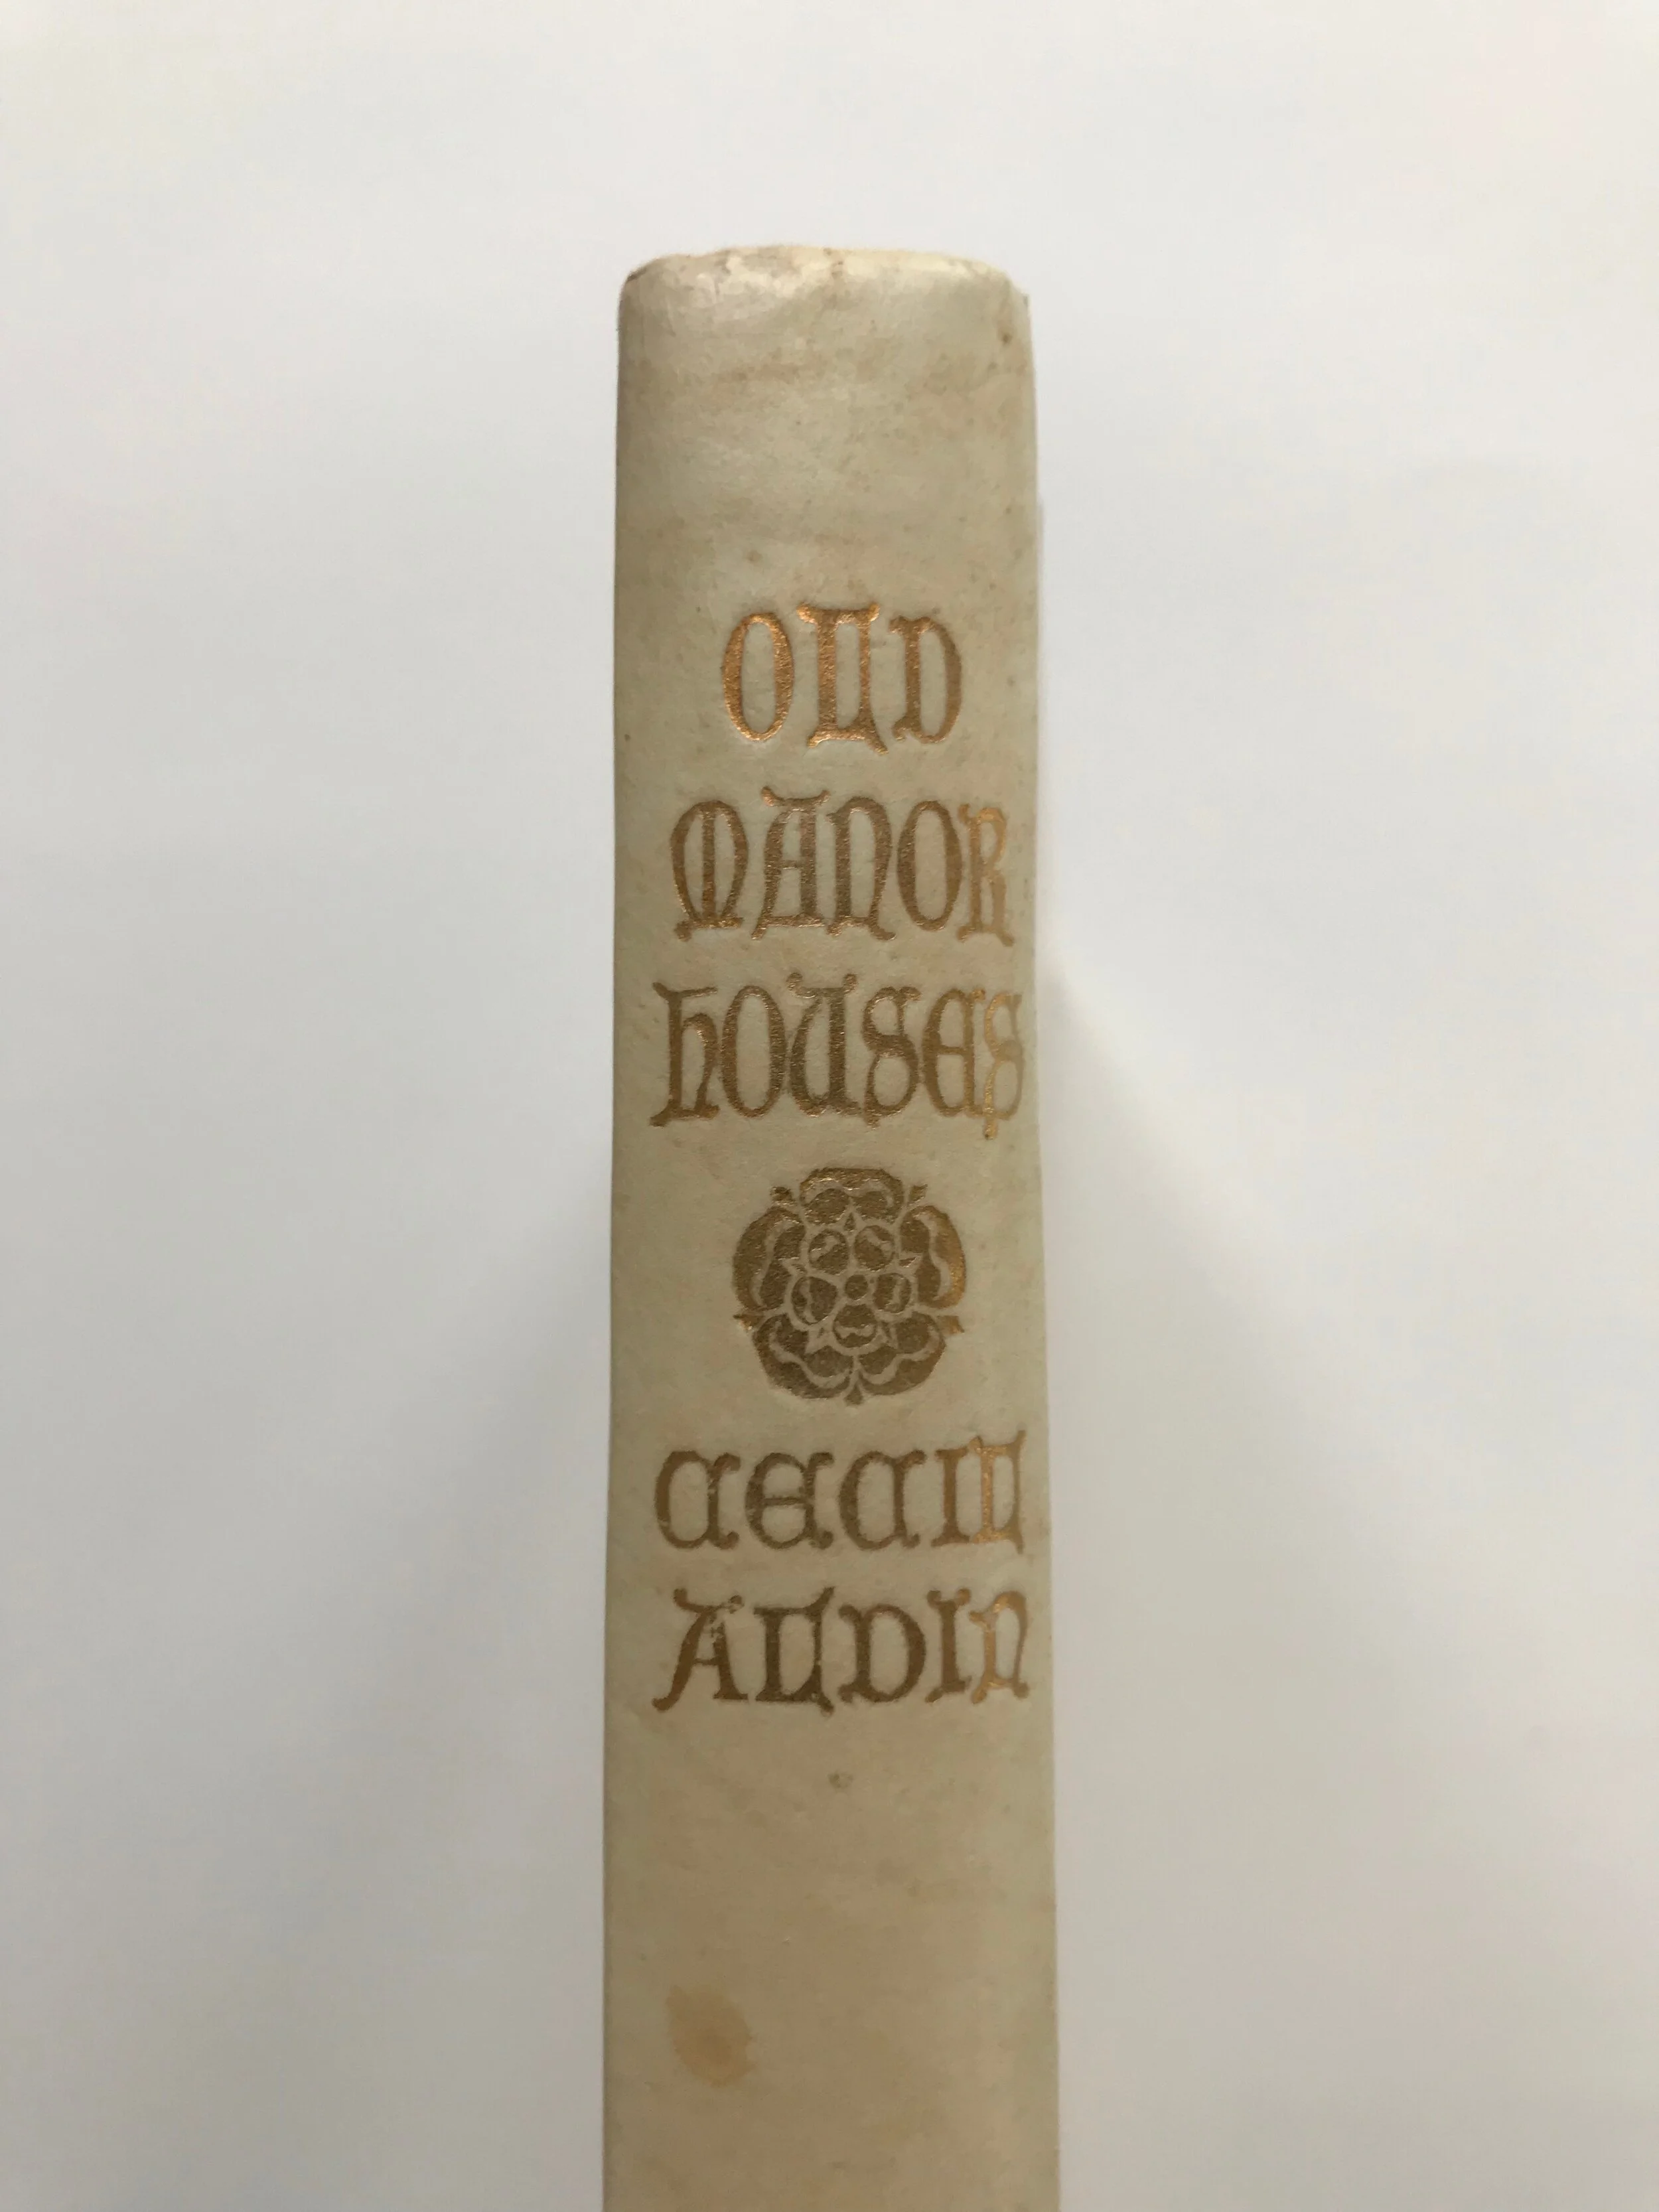 OLD
MANOR
HOUSES
CECIL
ALDIN